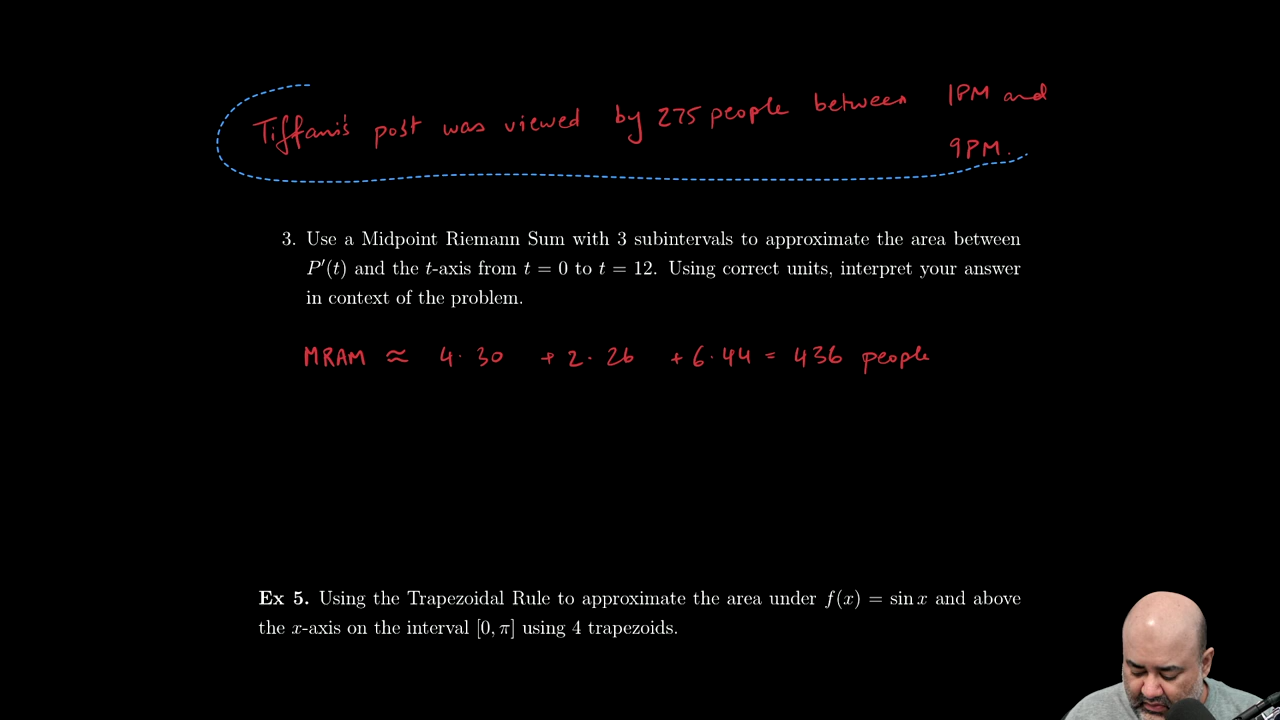 Tiffani's post was viewed by 275 people between 1PM and
9PM.
3. Use a Midpoint Riemann Sum with 3 subintervals to approximate the area between
P′(t) and the t-axis from t = 0 to t = 12. Using correct units, interpret your answer
in context of the problem.
MRAM ≈ 4·30 + 2·26 + 6·44 = 436 people
Ex 5. Using the Trapezoidal Rule to approximate the area under f(x) = sin x and above
the x-axis on the interval [0, π] using 4 trapezoids.